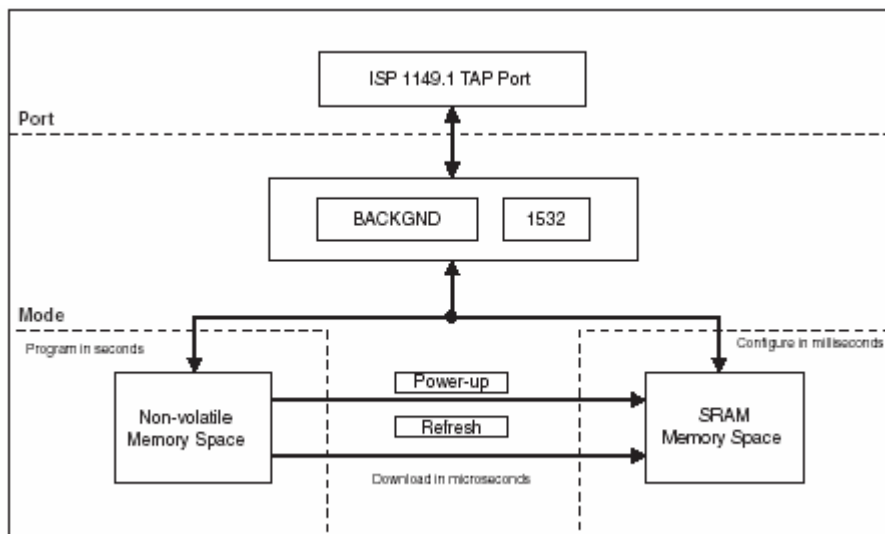 ISP 1149.1 TAP Port
Port
BACKGND
1532
Mode
Program in seconds
Configure in milliseconds
Power-up
Non-volatile
Memory Space
SRAM
Memory Space
Refresh
Download in microseconds